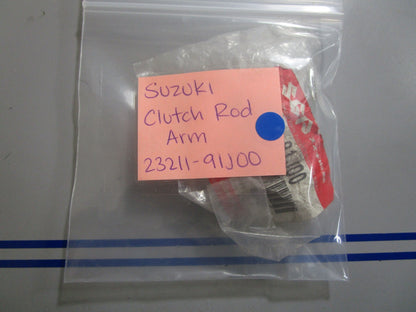 SUZUKI
Clutch Rod
Arm
23211-91J00